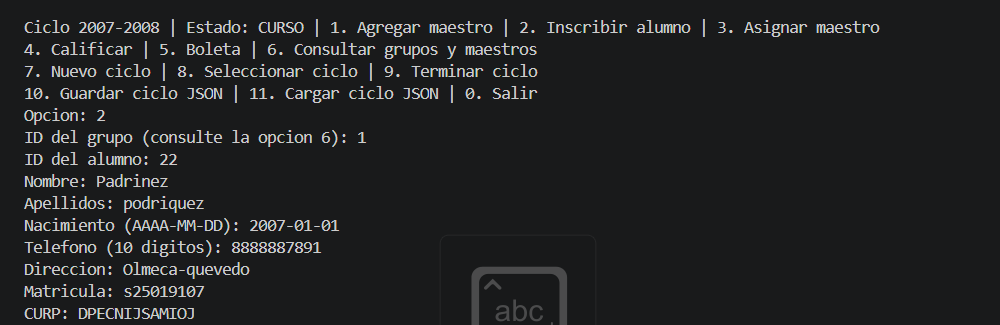 Ciclo 2007-2008 | Estado: CURSO | 1. Agregar maestro | 2. Inscribir alumno | 3. Asignar maestro
4. Calificar | 5. Boleta | 6. Consultar grupos y maestros
7. Nuevo ciclo | 8. Seleccionar ciclo | 9. Terminar ciclo
10. Guardar ciclo JSON | 11. Cargar ciclo JSON | 0. Salir
Opcion: 2
ID del grupo (consulte la opcion 6): 1
ID del alumno: 22
Nombre: Padrinez
Apellidos: podriquez
Nacimiento (AAAA-MM-DD): 2007-01-01
Telefono (10 digitos): 8888887891
Direccion: Olmeca-quevedo
Matricula: s25019107
CURP: DPECNIJSAMIOJ
abc